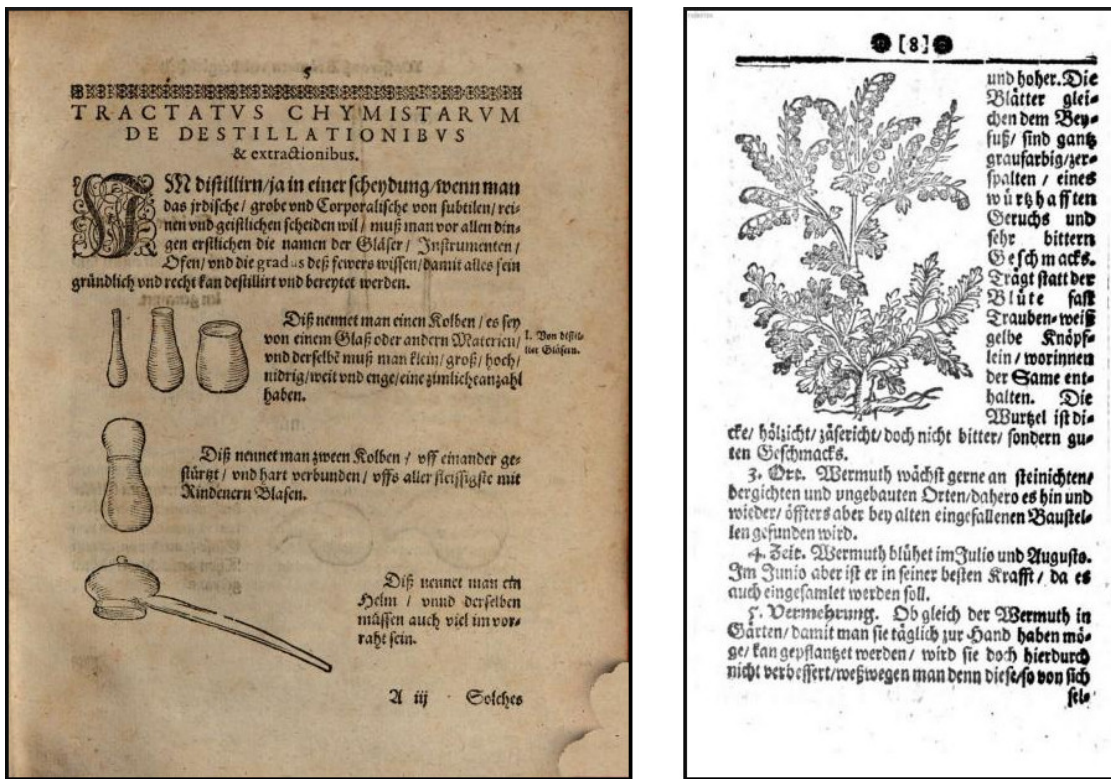 5
TRACTATVS CHYMISTARVM
DE DESTILLATIONIBVS
& extractionibus.
IM distillirn/ja in einer scheydung/wenn man
das jrdische/ grobe vnd Corporalische von subtilen/ rei-
nen vnd geistlichen scheiden wil/ muß man vor allen din-
gen erstlichen die namen der Gläser/ Instrumenten/
Ofen/ vnd die gradus deß fewers wissen/damit alles fein
gründlich vnd recht kan destillirt vnd bereytet werden.
Diß nennet man einen Kolben/ es sey
von einem Glaß oder andern Materien/
vnd derselbē muß man klein/ groß/ hoch/
nidrig/weit vnd enge/eine zimliche anzahl
haben.
I. Von distil-
lier Gläsern.
Diß nennet man zween Kolben/ vff einander ge-
stürtzt/ vnd hart verbunden/ vffs aller fleissigste mit
Rindenern Blasen.
Diß nennet man ein
Helm/ vnnd derselben
müssen auch viel im vor-
raht sein.
A iij Solches
[8]
und hoher. Die
Blätter glei-
chen dem Bey-
fuß/ sind gantz
graufarbig/zer-
spalten/ eines
würtzhafften
Geruchs und
sehr bittern
Geschmacks.
Trägt statt der
Blüte fast
Trauben-weiß
gelbe Knöpf-
lein/ worinnen
der Same ent-
halten. Die
Wurtzel ist di-
cke/ höltzicht/ zäsericht/ doch nicht bitter/ sondern gu-
ten Geschmacks.
3. Ort. Wermuth wächst gerne an steinichten/
bergichten und ungebauten Orten/dahero es hin und
wieder/ öffters aber bey alten eingefallenen Baustel-
len gefunden wird.
4. Zeit. Wermuth blühet im Julio und Augusto.
Im Junio aber ist er in seiner besten Krafft/ da es
auch eingesamlet werden soll.
5. Vermehrung. Ob gleich der Wermuth in
Gärten/ damit man sie täglich zur Hand haben mö-
ge/ kan gepflantzet werden/ wird sie doch hierdurch
nicht verbessert/weßwegen man denn diese/so von sich
sel-